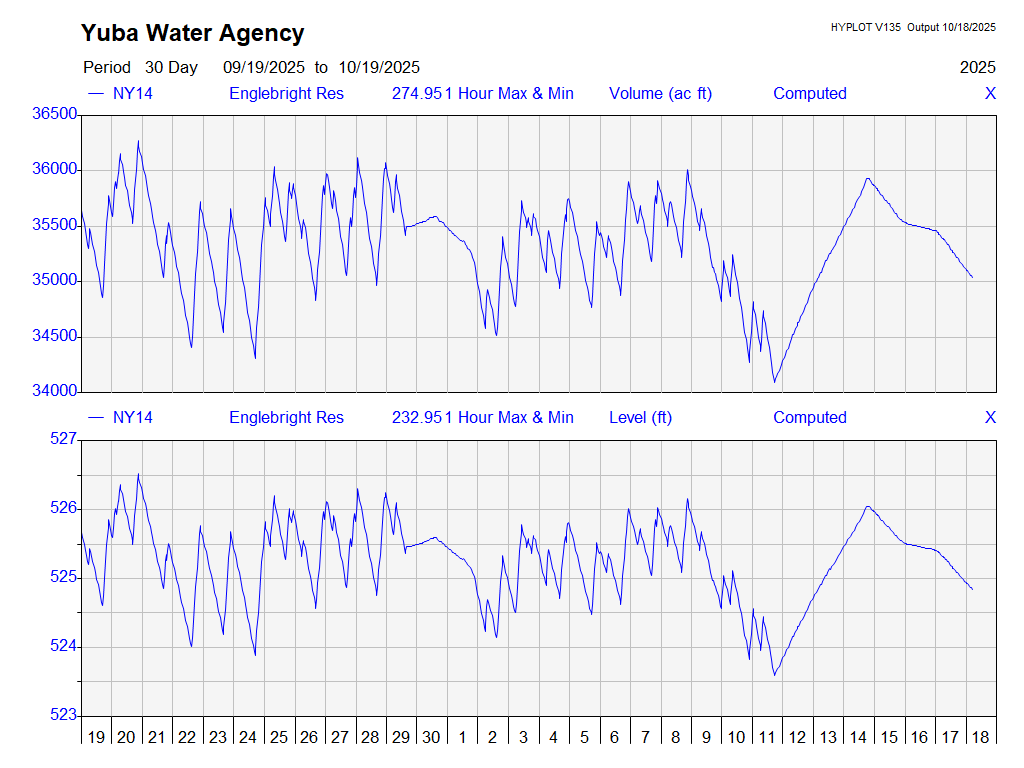 Yuba Water Agency
HYPLOT V135 Output 10/18/2025
Period 30 Day 09/19/2025 to 10/19/2025 2025
NY14 Englebright Res 274.951 Hour Max & Min Volume (ac ft) Computed X
36500
36000
35500
35000
34500
34000
NY14 Englebright Res 232.951 Hour Max & Min Level (ft) Computed X
527
526
525
524
523
19 20 21 22 23 24 25 26 27 28 29 30 1 2 3 4 5 6 7 8 9 10 11 12 13 14 15 16 17 18